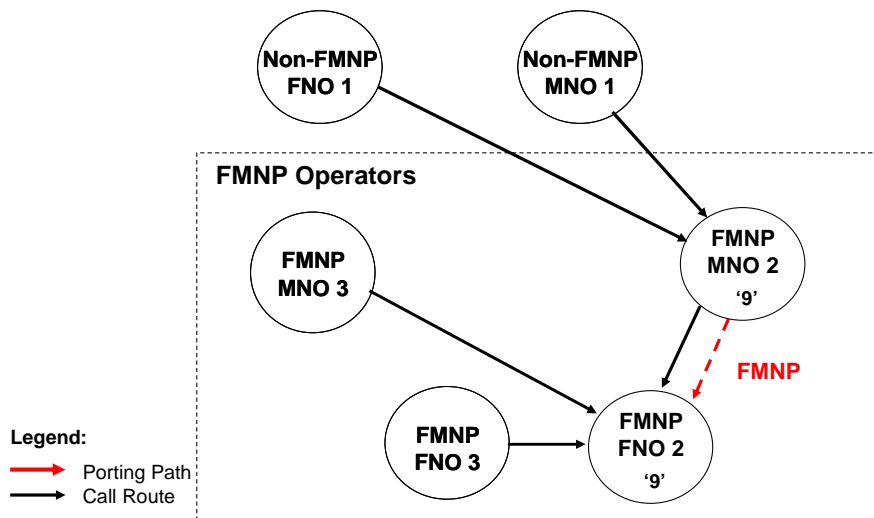 Non-FMNP
FNO 1
Non-FMNP
MNO 1
FMNP Operators
FMNP
MNO 2
‘9’
FMNP
MNO 3
FMNP
FMNP
FNO 2
‘9’
FMNP
FNO 3
Legend:
Porting Path
Call Route